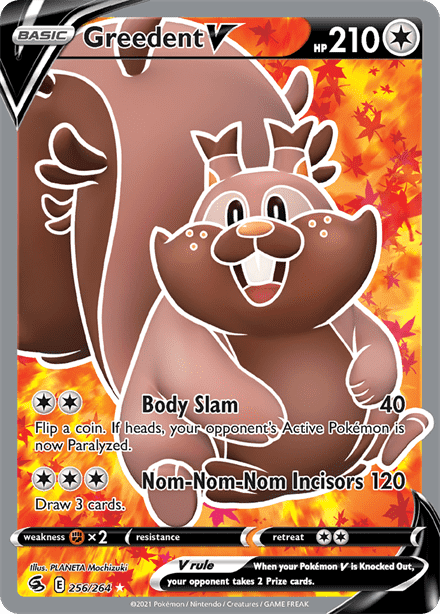 BASIC Greedent V HP 210
Body Slam 40
Flip a coin. If heads, your opponent's Active Pokémon is
now Paralyzed.
Nom-Nom-Nom Incisors 120
Draw 3 cards.
weakness ×2 resistance retreat
Illus. PLANETA Mochizuki
V rule
When your Pokémon V is Knocked Out,
your opponent takes 2 Prize cards.
E 256/264
©2021 Pokémon / Nintendo / Creatures / GAME FREAK